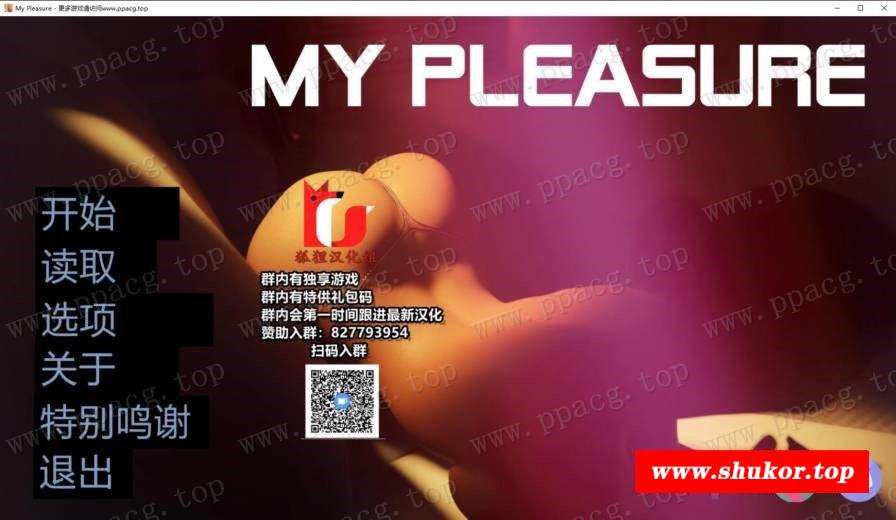 My Pleasure - 更多游戏请访问www.ppacg.top
MY PLEASURE
开始
读取
选项
关于
特别鸣谢
退出
狐狸汉化组
群内有独享游戏
群内有特供礼包码
群内会第一时间跟进最新汉化
赞助入群：827793954
扫码入群
www.ppacg.top
www.shukor.top